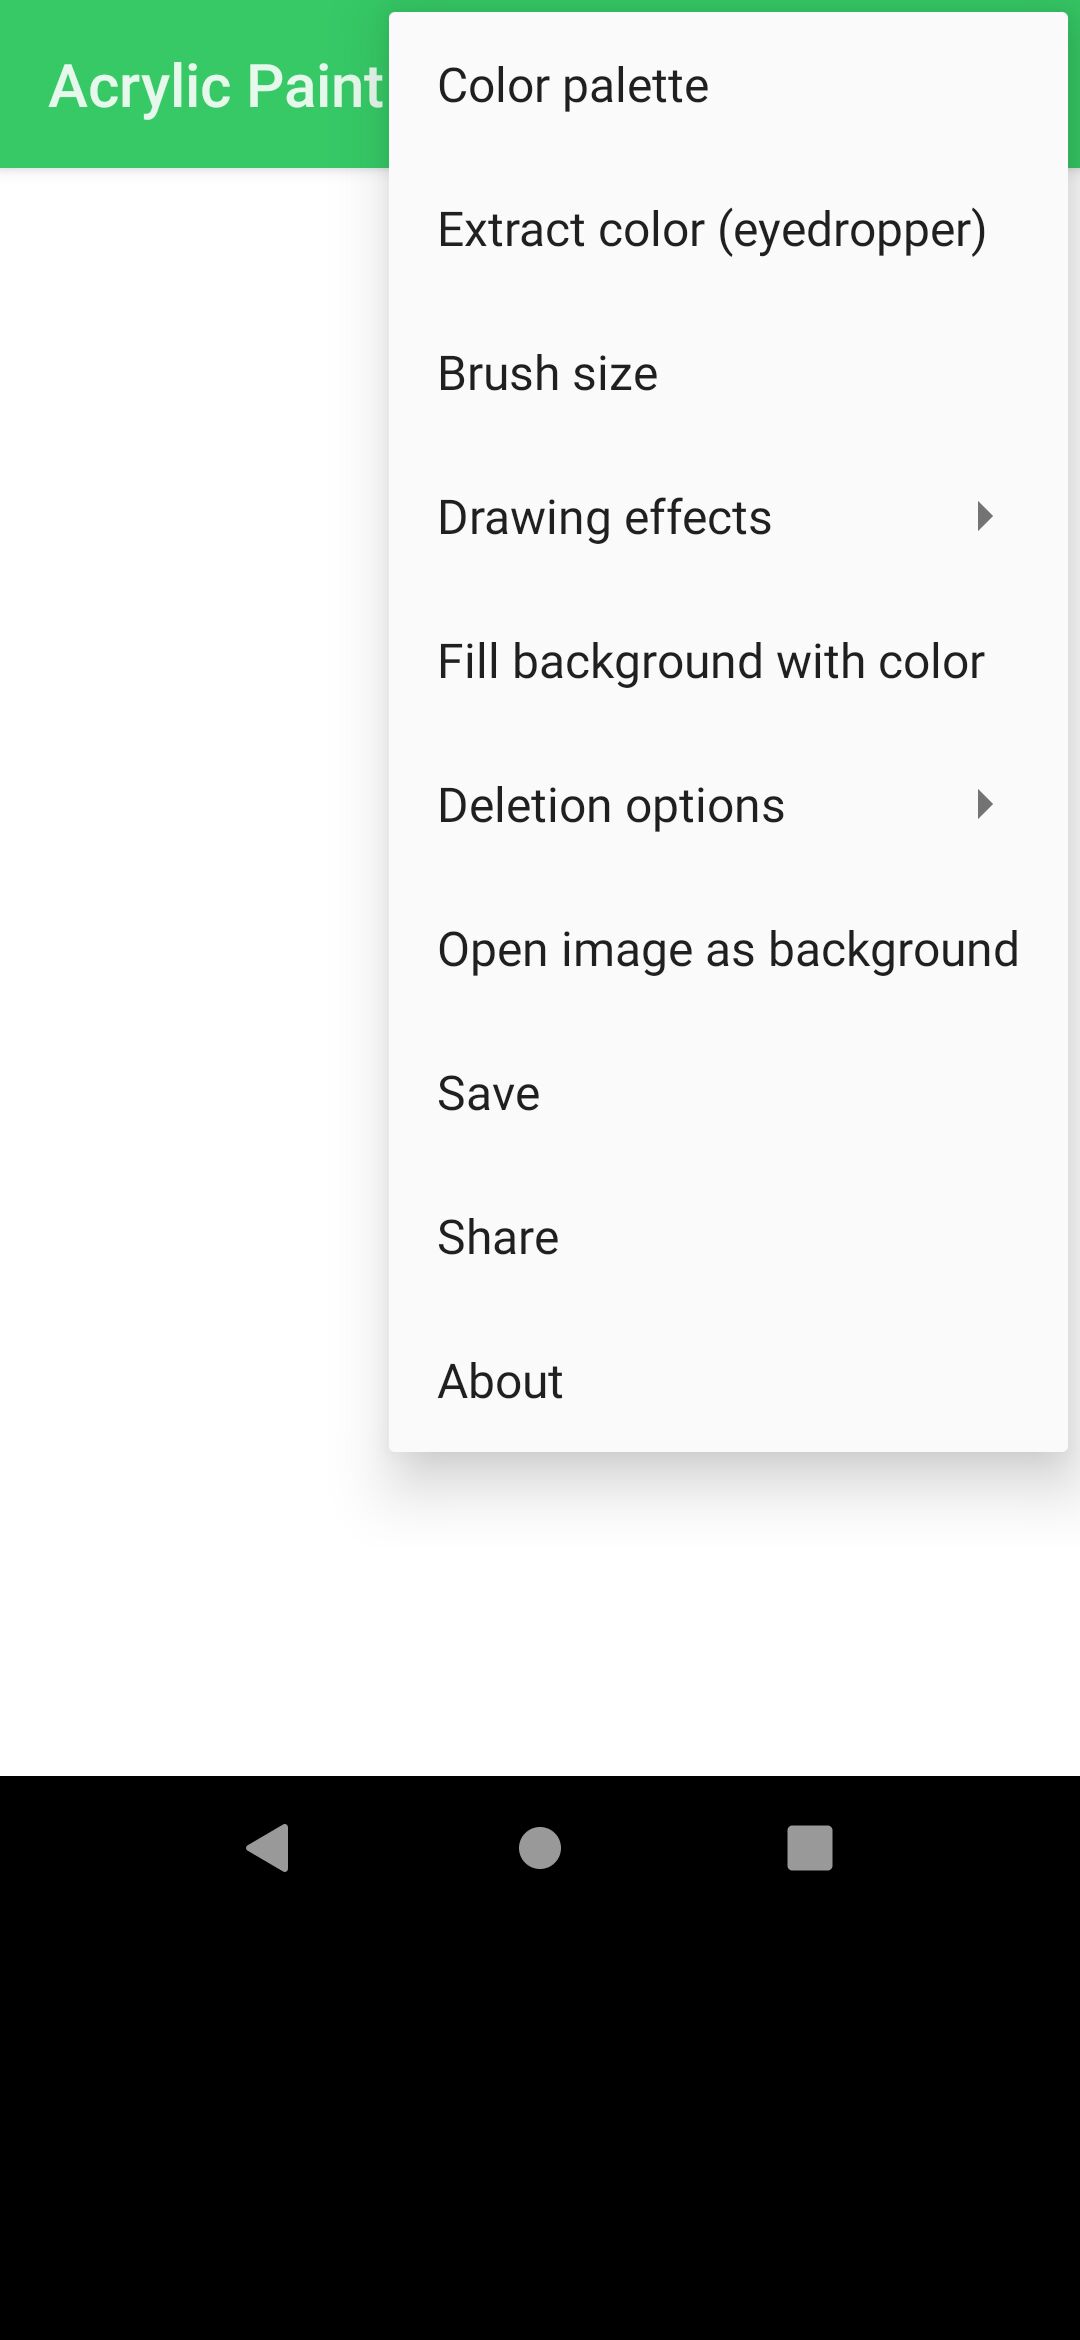 Acrylic Paint
Color palette
Extract color (eyedropper)
Brush size
Drawing effects
Fill background with color
Deletion options
Open image as background
Save
Share
About